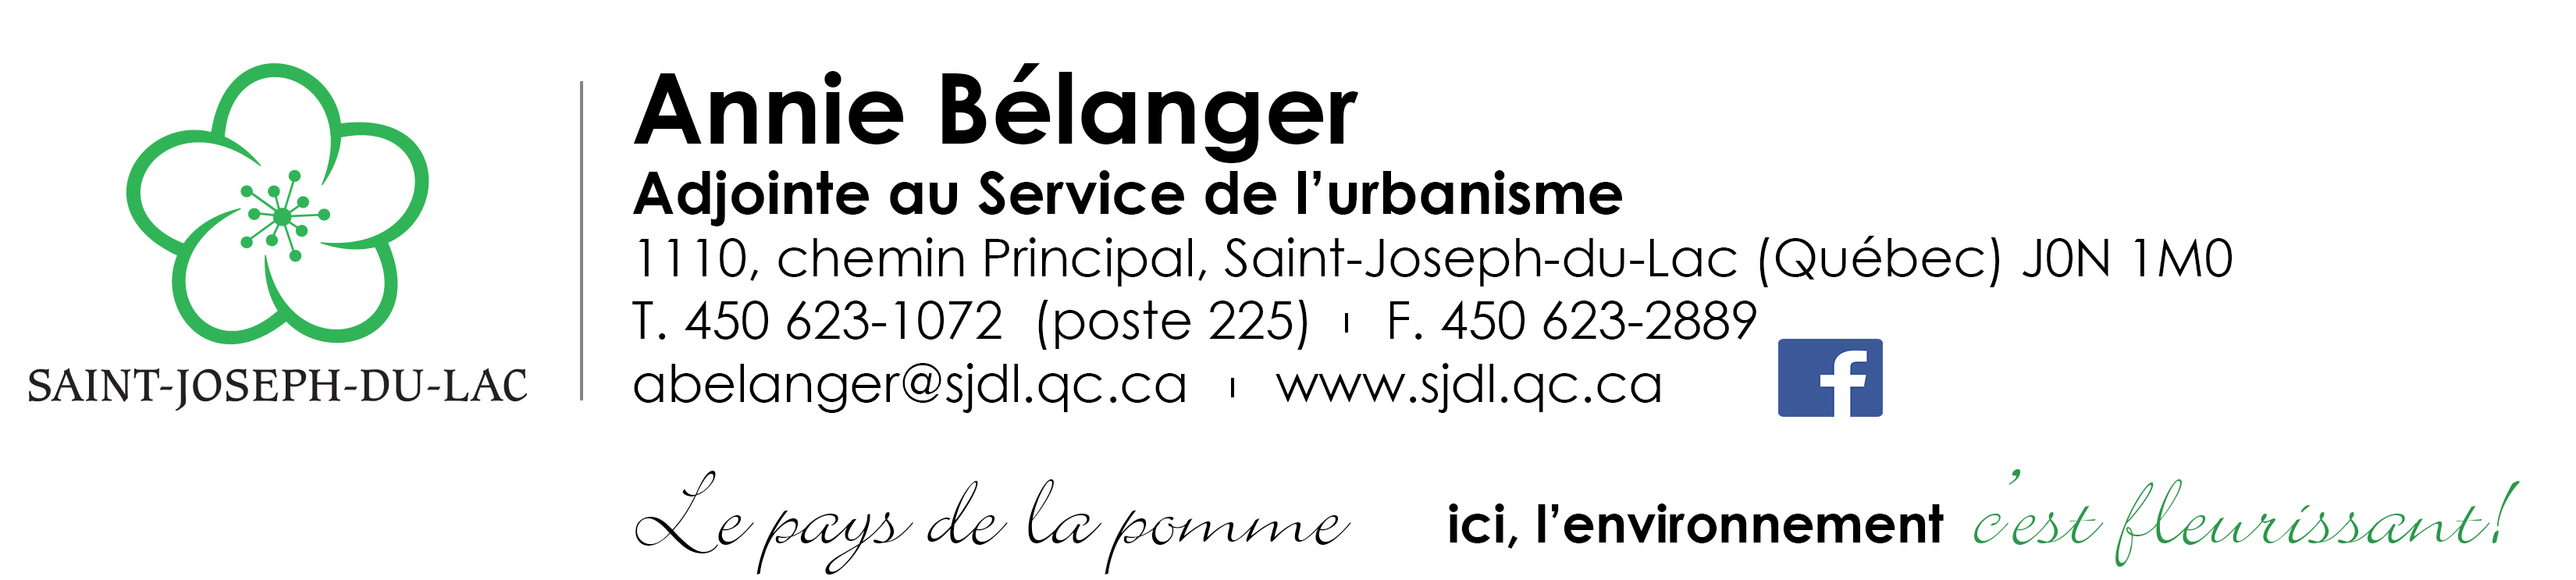 SAINT-JOSEPH-DU-LAC
Annie Bélanger
Adjointe au Service de l’urbanisme
1110, chemin Principal, Saint-Joseph-du-Lac (Québec) J0N 1M0
T. 450 623-1072 (poste 225) ı F. 450 623-2889
abelanger@sjdl.qc.ca ı www.sjdl.qc.ca
f
Le pays de la pomme ici, l’environnement c’est fleurissant!